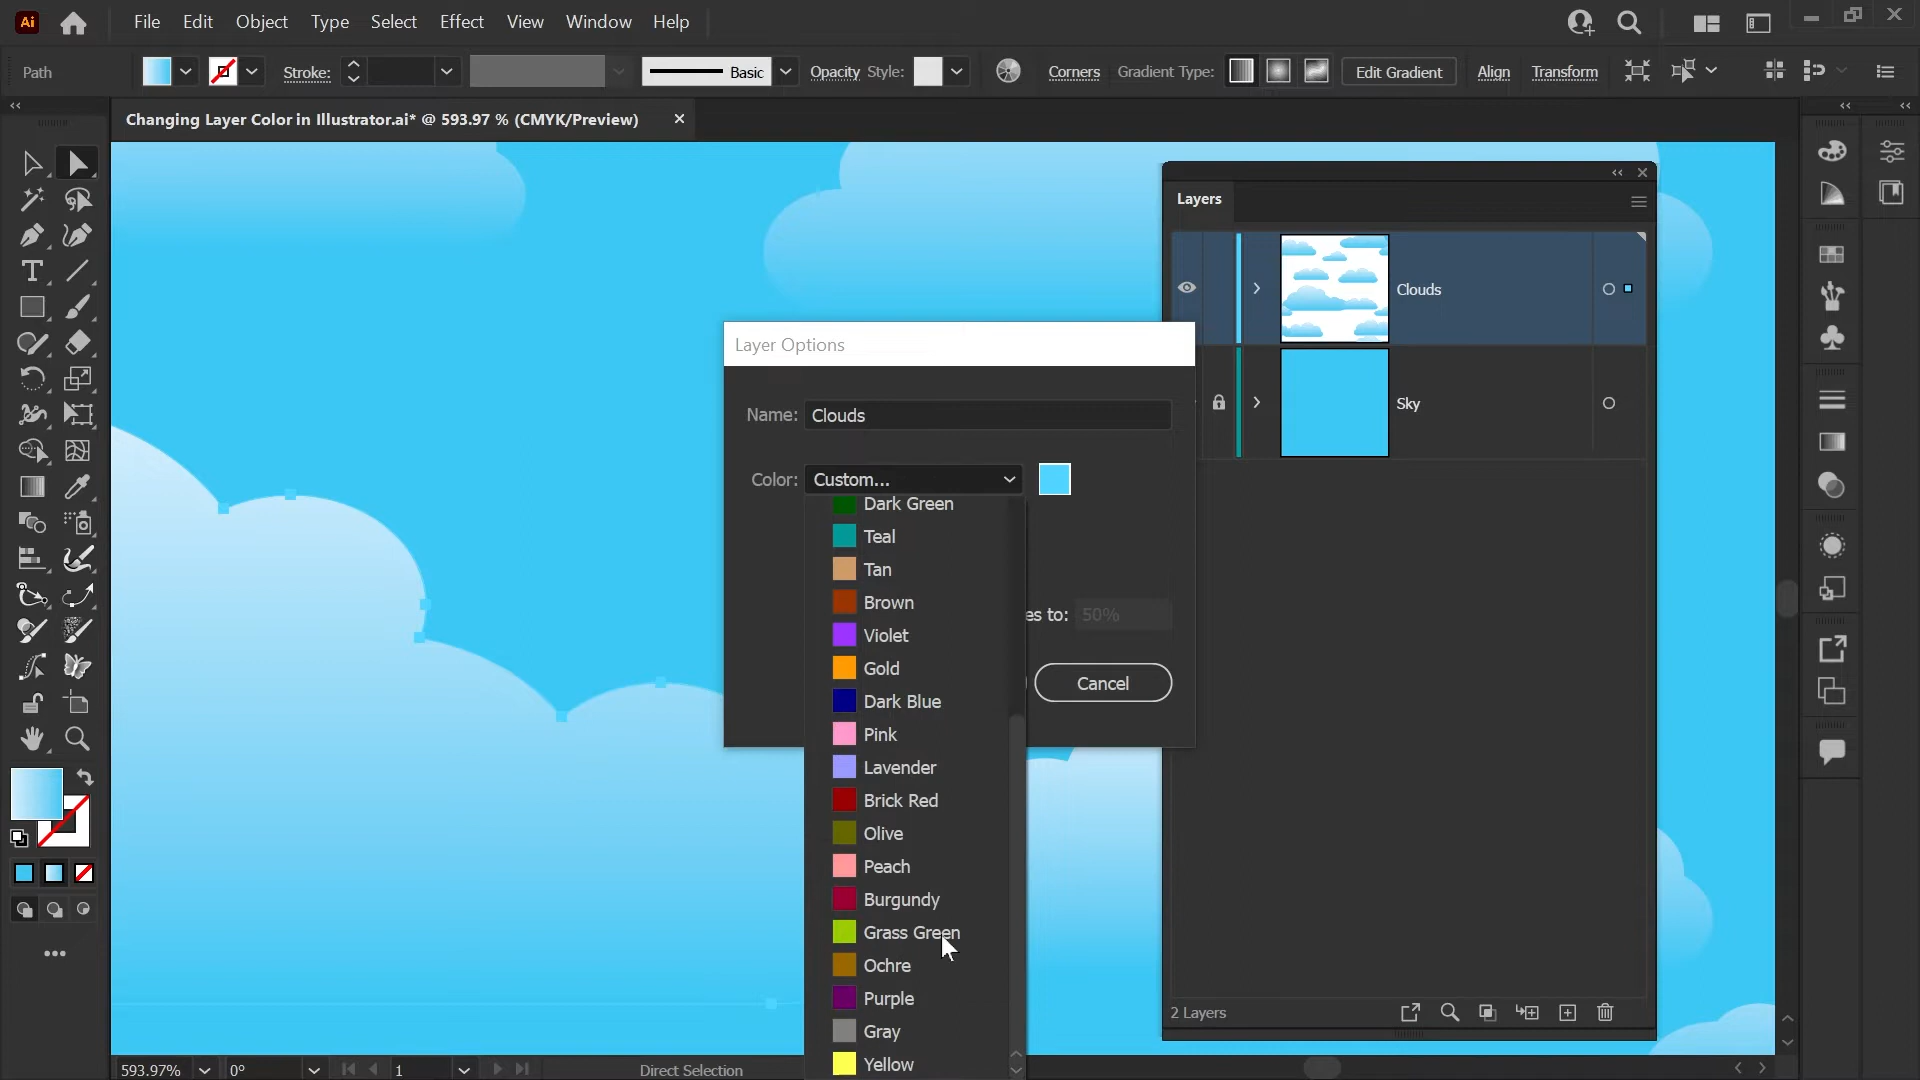 Ai File Edit Object Type Select Effect View Window Help
Path Stroke: Basic Opacity Style: Corners Gradient Type: Edit Gradient Align Transform
Changing Layer Color in Illustrator.ai* @ 593.97 % (CMYK/Preview)
Layers
Clouds
Sky
Layer Options
Name: Clouds
Color: Custom...
Dark Green
Teal
Tan
Brown
es to: 50%
Violet
Gold
Cancel
Dark Blue
Pink
Lavender
Brick Red
Olive
Peach
Burgundy
Grass Green
Ochre
Purple
Gray
Yellow
2 Layers
593.97% 0° 1 Direct Selection